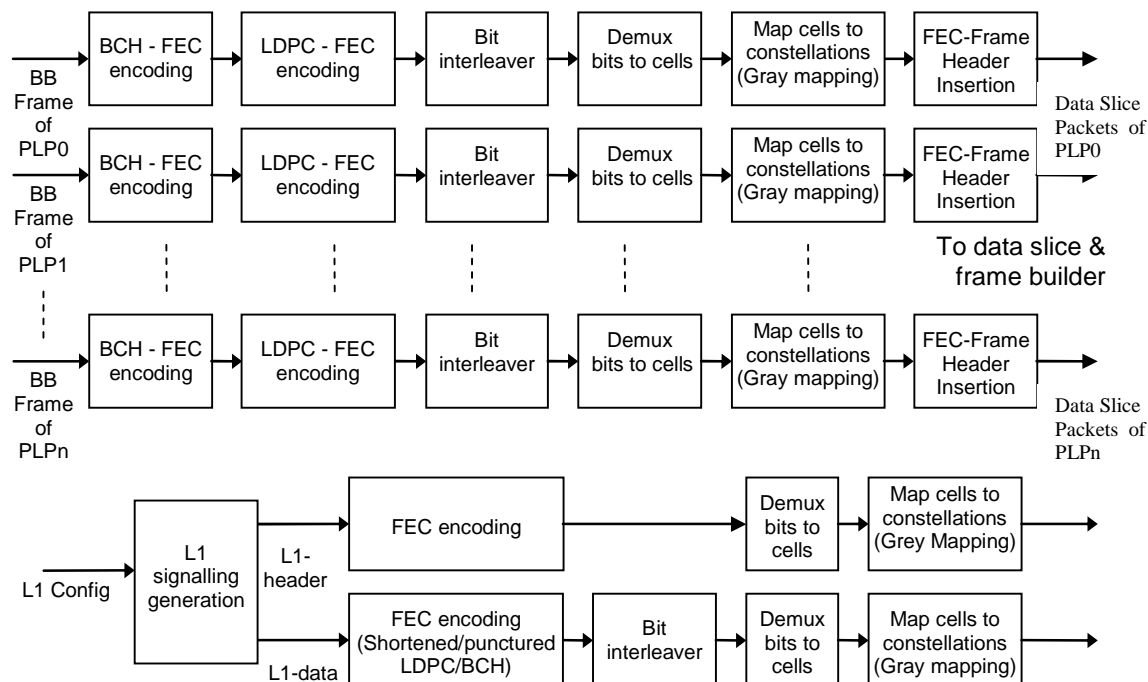 BCH - FEC
encoding
LDPC - FEC
encoding
Bit
interleaver
Demux
bits to cells
Map cells to
constellations
(Gray mapping)
FEC-Frame
Header
Insertion
BB
Frame
of
PLP0
Data Slice
Packets of
PLP0
BCH - FEC
encoding
LDPC - FEC
encoding
Bit
interleaver
Demux
bits to cells
Map cells to
constellations
(Gray mapping)
FEC-Frame
Header
Insertion
BB
Frame
of
PLP1
To data slice &
frame builder
BCH - FEC
encoding
LDPC - FEC
encoding
Bit
interleaver
Demux
bits to cells
Map cells to
constellations
(Gray mapping)
FEC-Frame
Header
Insertion
BB
Frame
of
PLPn
Data Slice
Packets of
PLPn
L1 Config
L1
signalling
generation
L1-
header
FEC encoding
Demux
bits to
cells
Map cells to
constellations
(Grey Mapping)
L1-data
FEC encoding
(Shortened/punctured
LDPC/BCH)
Bit
interleaver
Demux
bits to
cells
Map cells to
constellations
(Gray mapping)